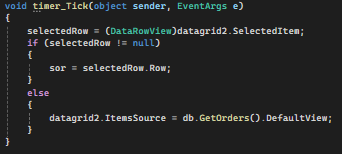 void timer_Tick(object sender, EventArgs e)
{
selectedRow = (DataRowView)datagrid2.SelectedItem;
if (selectedRow != null)
{
sor = selectedRow.Row;
}
else
{
datagrid2.ItemsSource = db.GetOrders().DefaultView;
}
}